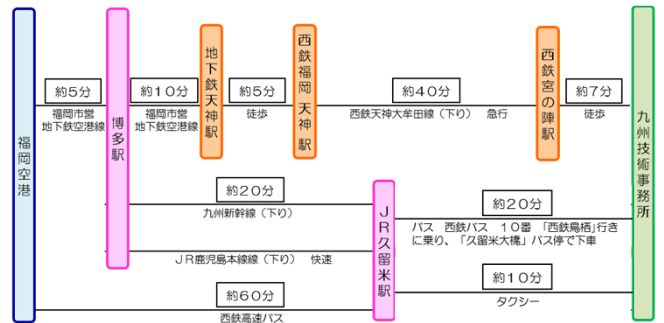 福岡空港
約5分
福岡市営
地下鉄空港線
博多駅
約10分
福岡市営
地下鉄空港線
地下鉄天神駅
約5分
徒歩
西鉄福岡 天神駅
約40分
西鉄天神大牟田線（下り）　急行
西鉄宮の陣駅
約7分
徒歩
九州技術事務所
約20分
九州新幹線（下り）
JR鹿児島本線線（下り）　快速
JR久留米駅
約20分
バス　西鉄バス　10番　「西鉄鳥栖」行き
に乗り、「久留米大橋」バス停で下車
約10分
タクシー
約60分
西鉄高速バス